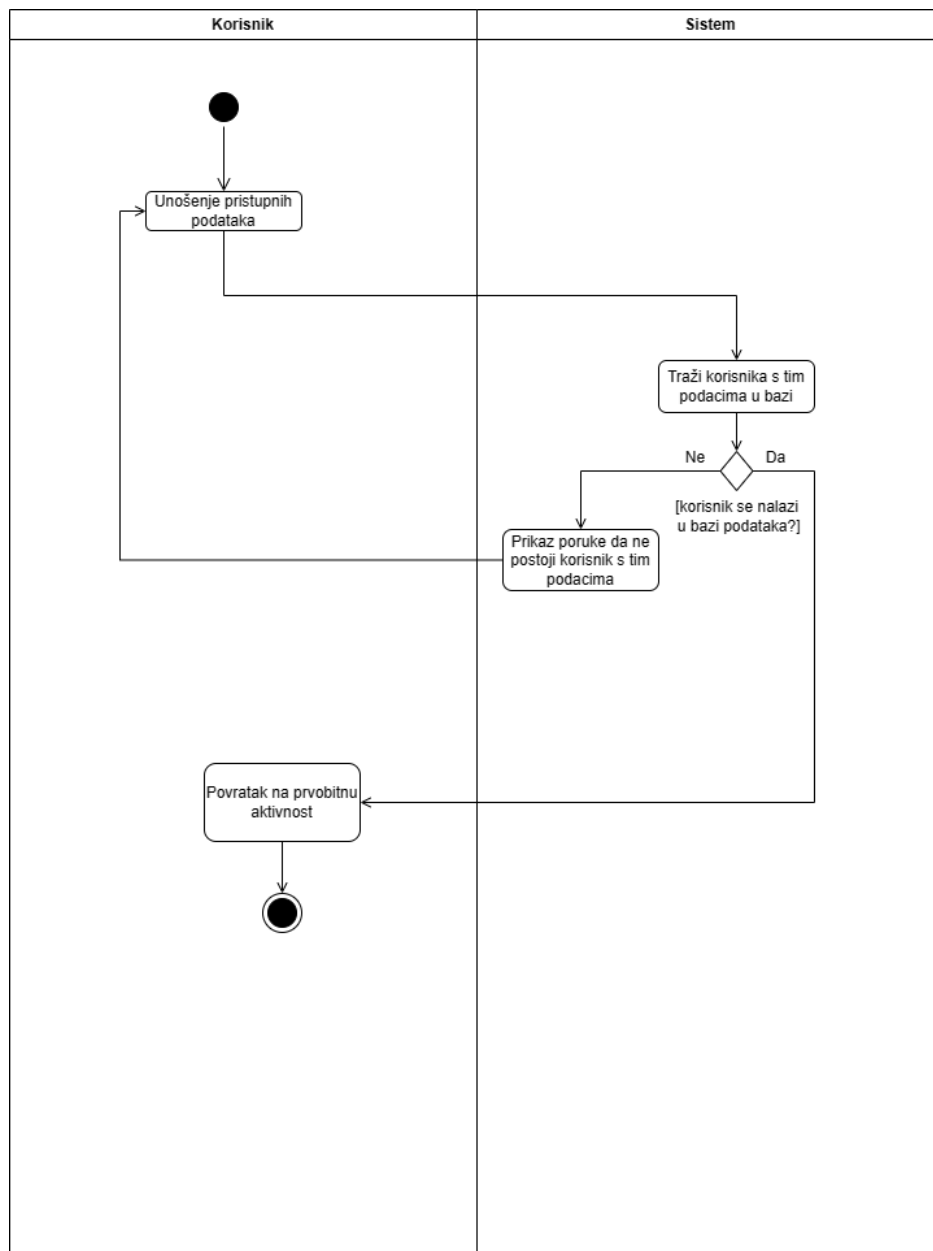 Korisnik
Sistem
Unošenje pristupnih
podataka
Traži korisnika s tim
podacima u bazi
Ne
Da
[korisnik se nalazi
u bazi podataka?]
Prikaz poruke da ne
postoji korisnik s tim
podacima
Povratak na prvobitnu
aktivnost